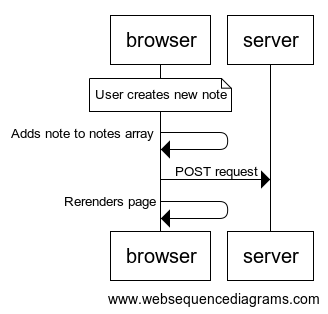 browser server
User creates new note
Adds note to notes array
POST request
Rerenders page
browser server
www.websequencediagrams.com